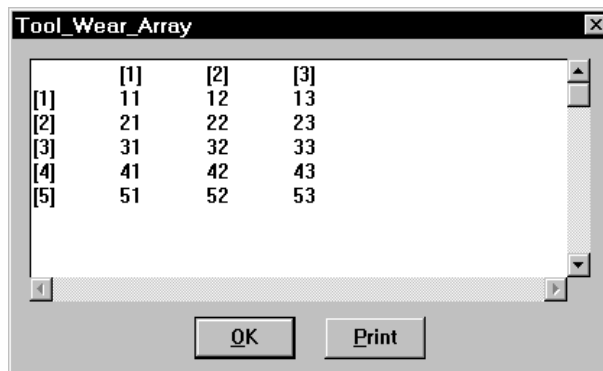 Tool_Wear_Array
[1] [2] [3]
[1] 11 12 13
[2] 21 22 23
[3] 31 32 33
[4] 41 42 43
[5] 51 52 53
OK Print